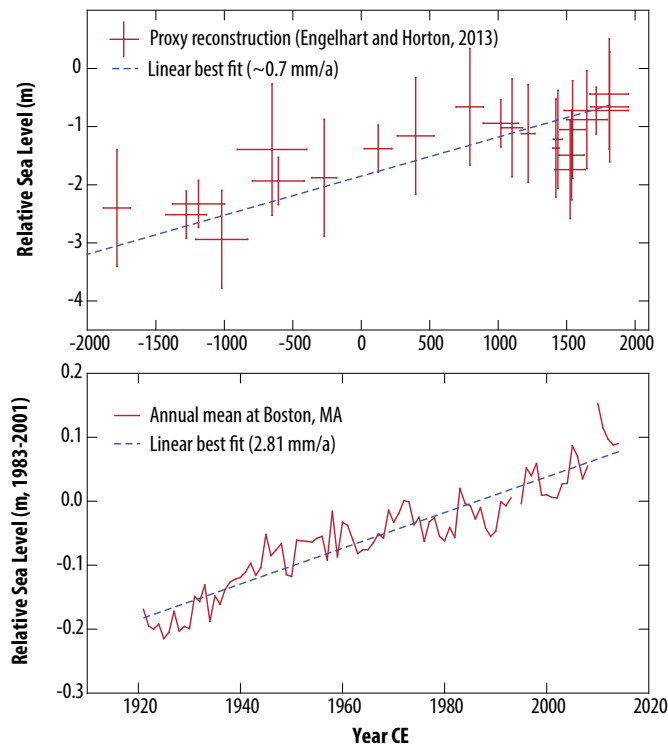 Proxy reconstruction (Engelhart and Horton, 2013)
Linear best fit (~0.7 mm/a)
Relative Sea Level (m)
0
-1
-2
-3
-4
-2000 -1500 -1000 -500 0 500 1000 1500 2000
0.2
Annual mean at Boston, MA
Linear best fit (2.81 mm/a)
Relative Sea Level (m, 1983-2001)
0.1
0.0
-0.1
-0.2
-0.3
1920 1940 1960 1980 2000 2020
Year CE